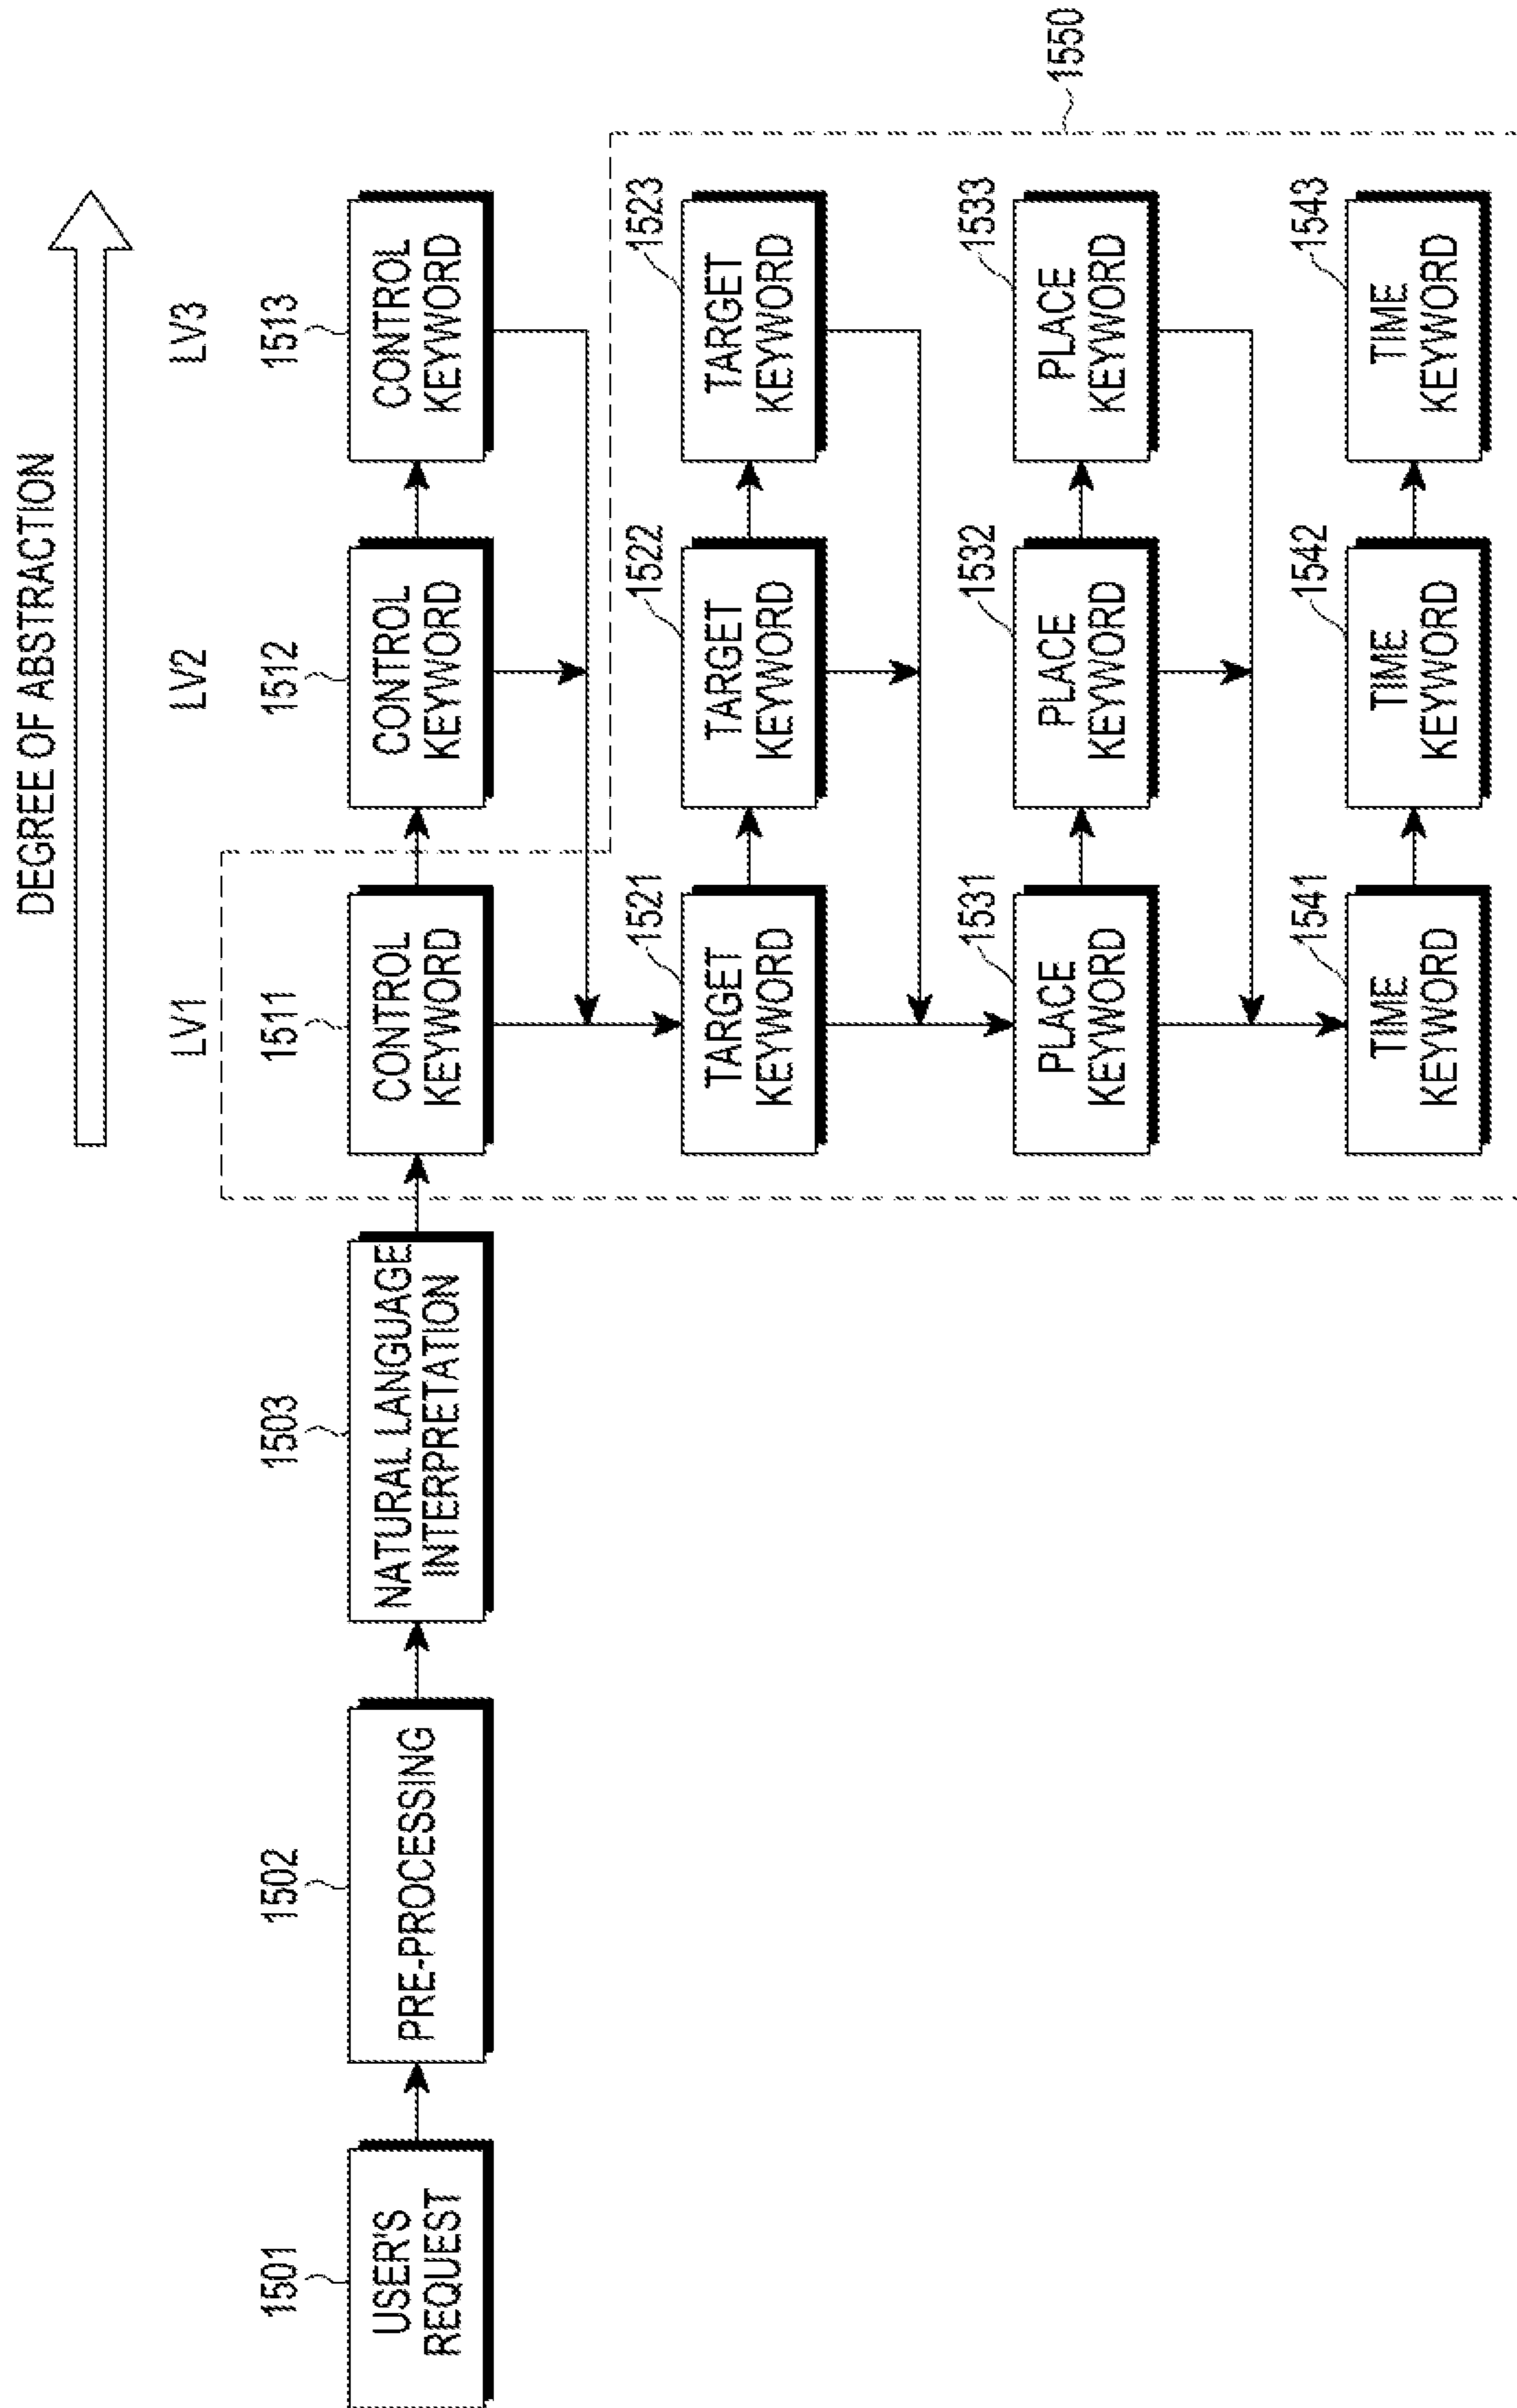 DEGREE OF ABSTRACTION
LV1
LV2
LV3
1501
1502
1503
1511
1512
1513
USER'S
REQUEST
PRE-PROCESSING
NATURAL LANGUAGE
INTERPRETATION
CONTROL
KEYWORD
CONTROL
KEYWORD
CONTROL
KEYWORD
1521
1522
1523
TARGET
KEYWORD
TARGET
KEYWORD
TARGET
KEYWORD
1531
1532
1533
PLACE
KEYWORD
PLACE
KEYWORD
PLACE
KEYWORD
1541
1542
1543
TIME
KEYWORD
TIME
KEYWORD
TIME
KEYWORD
1550